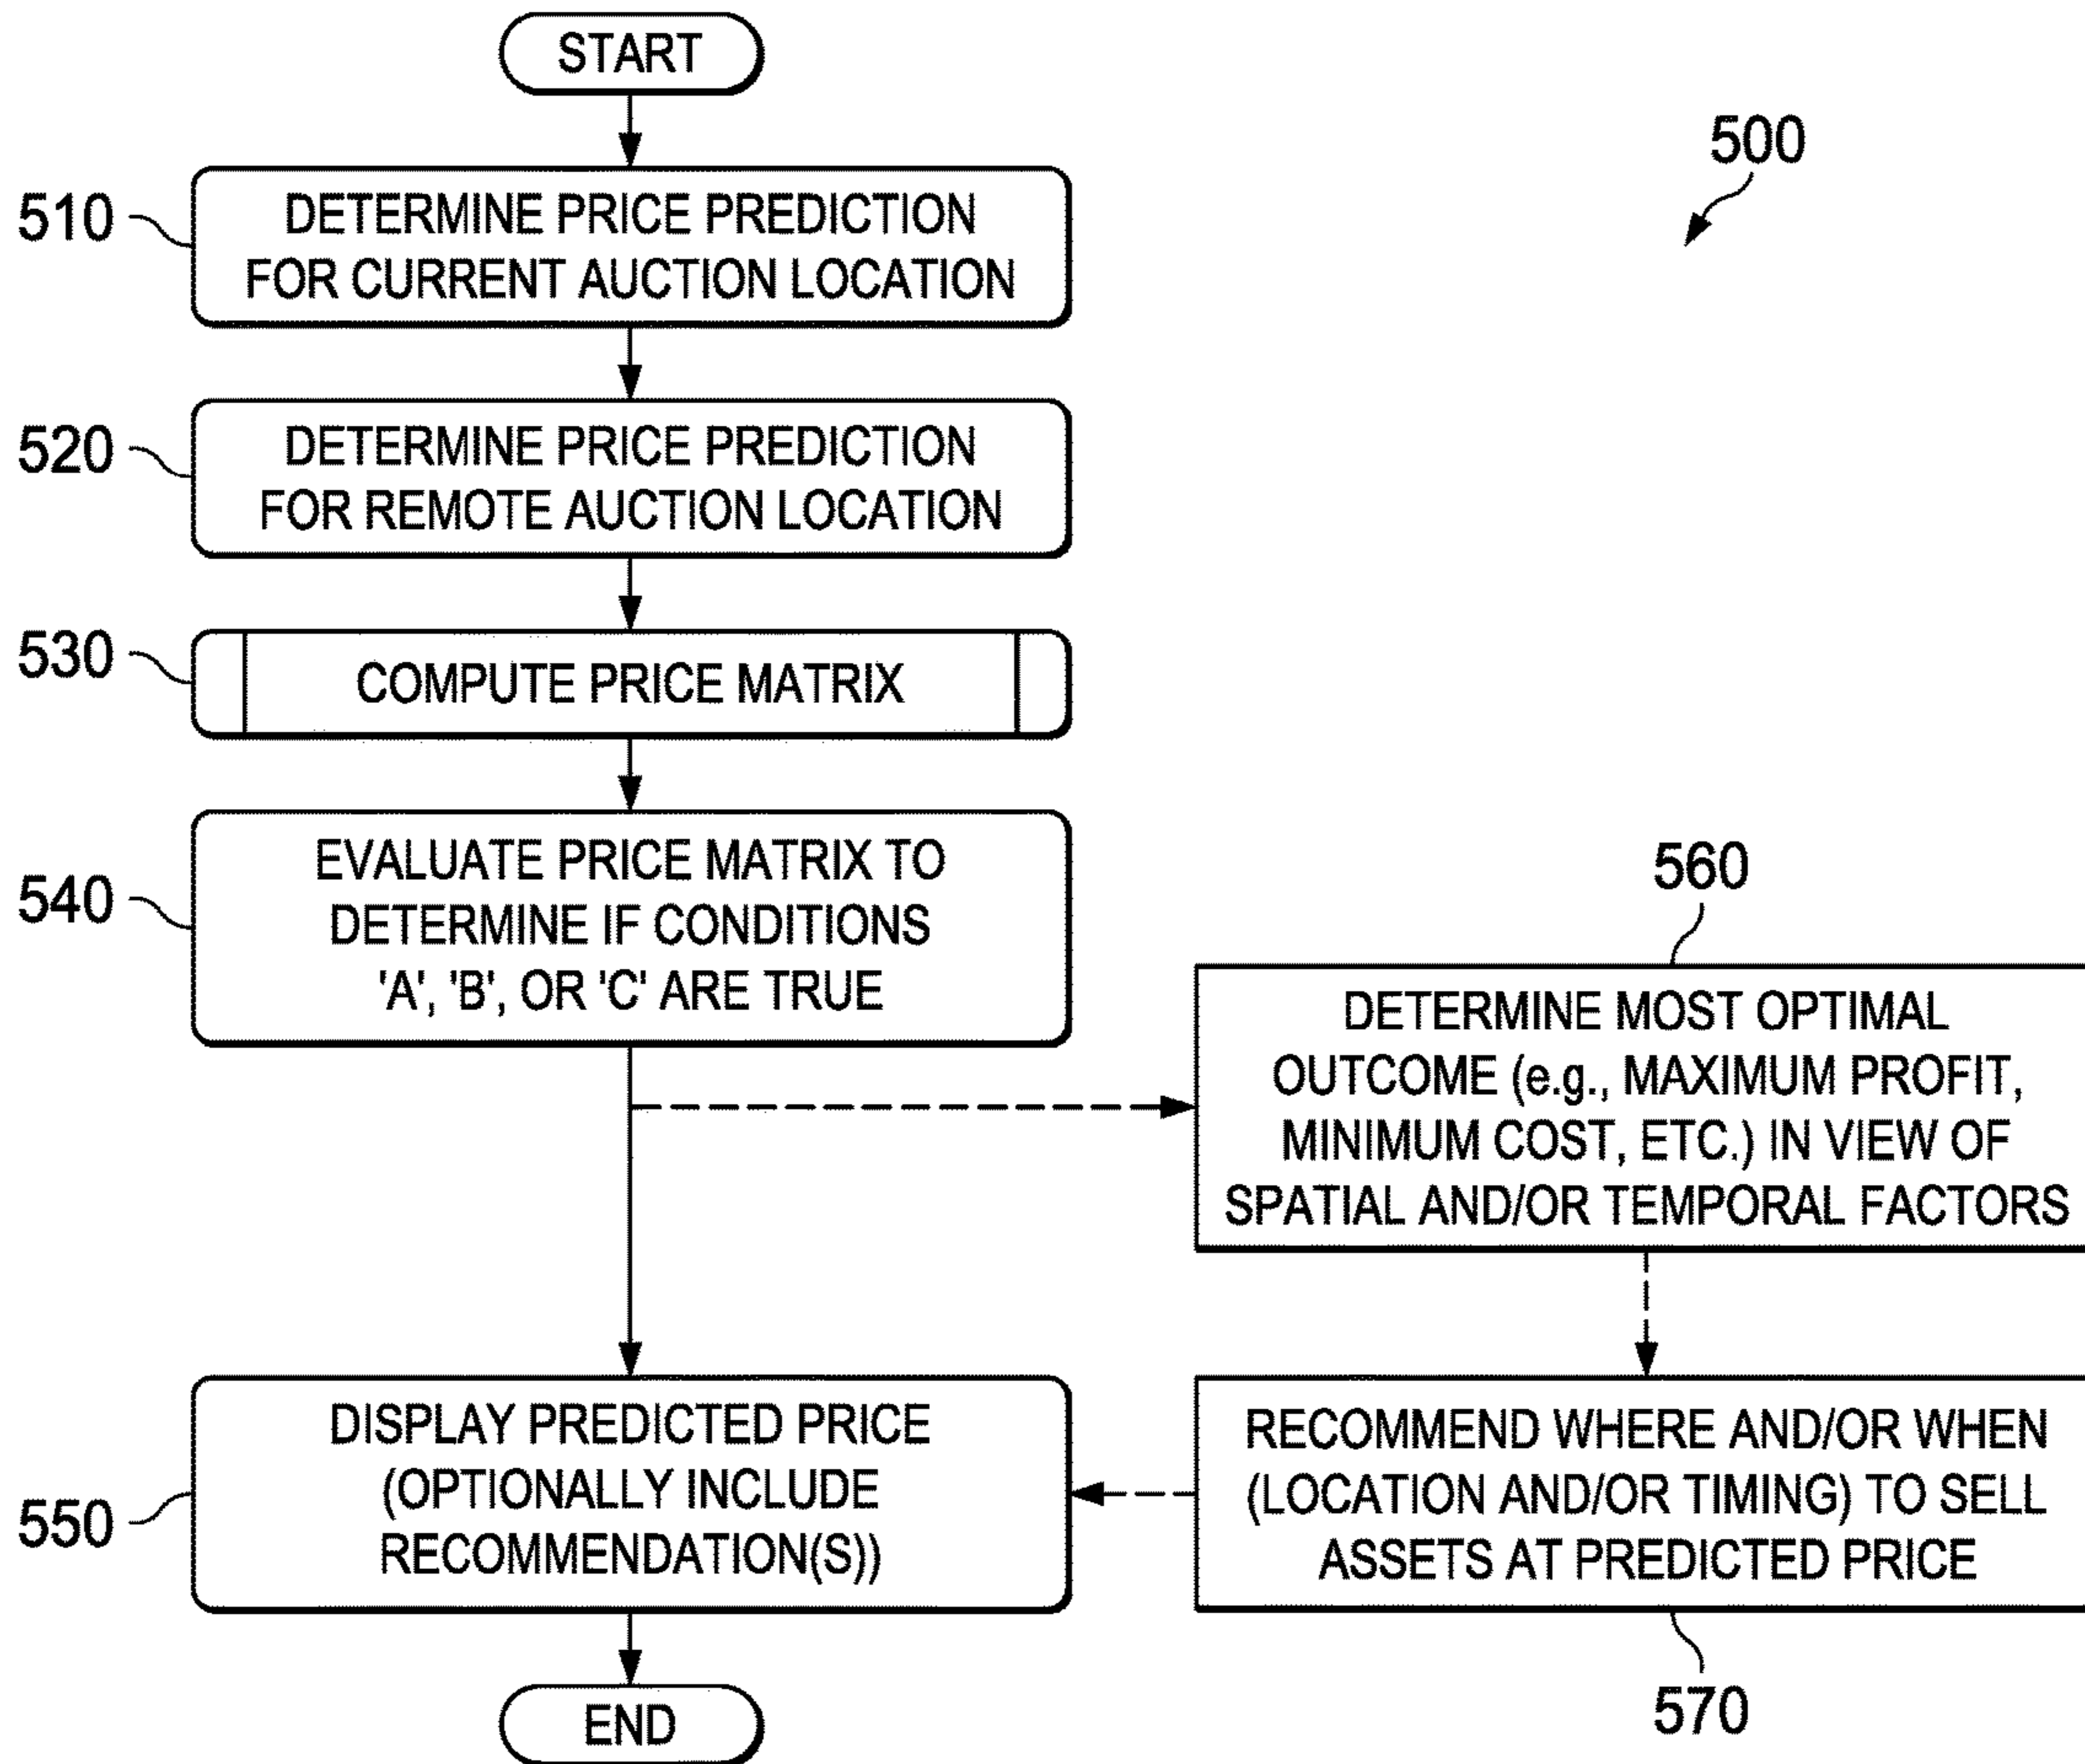 START
500
510
DETERMINE PRICE PREDICTION
FOR CURRENT AUCTION LOCATION
520
DETERMINE PRICE PREDICTION
FOR REMOTE AUCTION LOCATION
530
COMPUTE PRICE MATRIX
540
EVALUATE PRICE MATRIX TO
DETERMINE IF CONDITIONS
'A', 'B', OR 'C' ARE TRUE
560
DETERMINE MOST OPTIMAL
OUTCOME (e.g., MAXIMUM PROFIT,
MINIMUM COST, ETC.) IN VIEW OF
SPATIAL AND/OR TEMPORAL FACTORS
550
DISPLAY PREDICTED PRICE
(OPTIONALLY INCLUDE
RECOMMENDATION(S))
RECOMMEND WHERE AND/OR WHEN
(LOCATION AND/OR TIMING) TO SELL
ASSETS AT PREDICTED PRICE
570
END